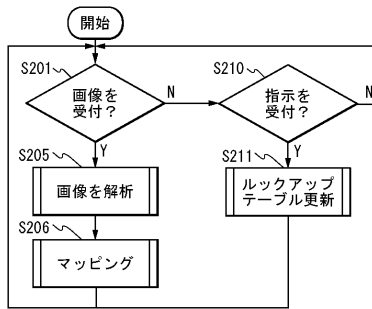 開始
S201
画像を
受付？
N
S210
指示を
受付？
N
Y
S205
画像を解析
Y
S211
ルックアップ
テーブル更新
S206
マッピング